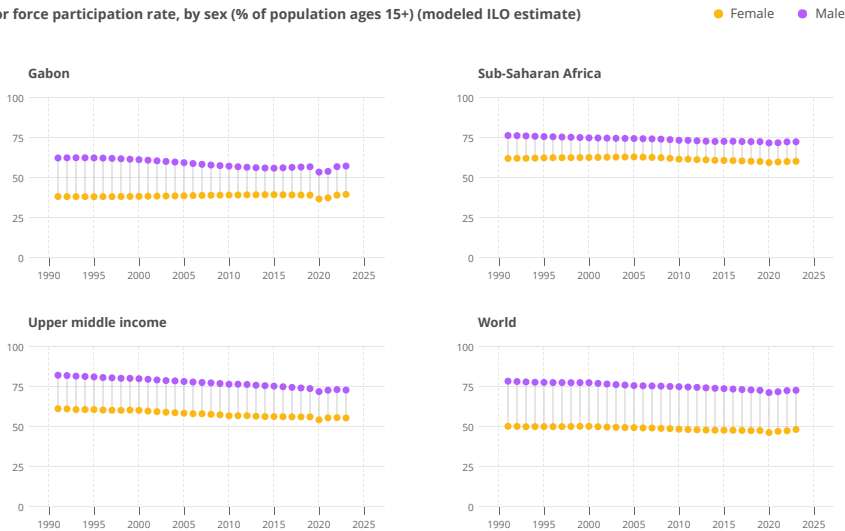 or force participation rate, by sex (% of population ages 15+) (modeled ILO estimate)
Female Male
Gabon
100
75
50
25
0
1990 1995 2000 2005 2010 2015 2020 2025
Sub-Saharan Africa
100
75
50
25
0
1990 1995 2000 2005 2010 2015 2020 2025
Upper middle income
100
75
50
25
0
1990 1995 2000 2005 2010 2015 2020 2025
World
100
75
50
25
0
1990 1995 2000 2005 2010 2015 2020 2025